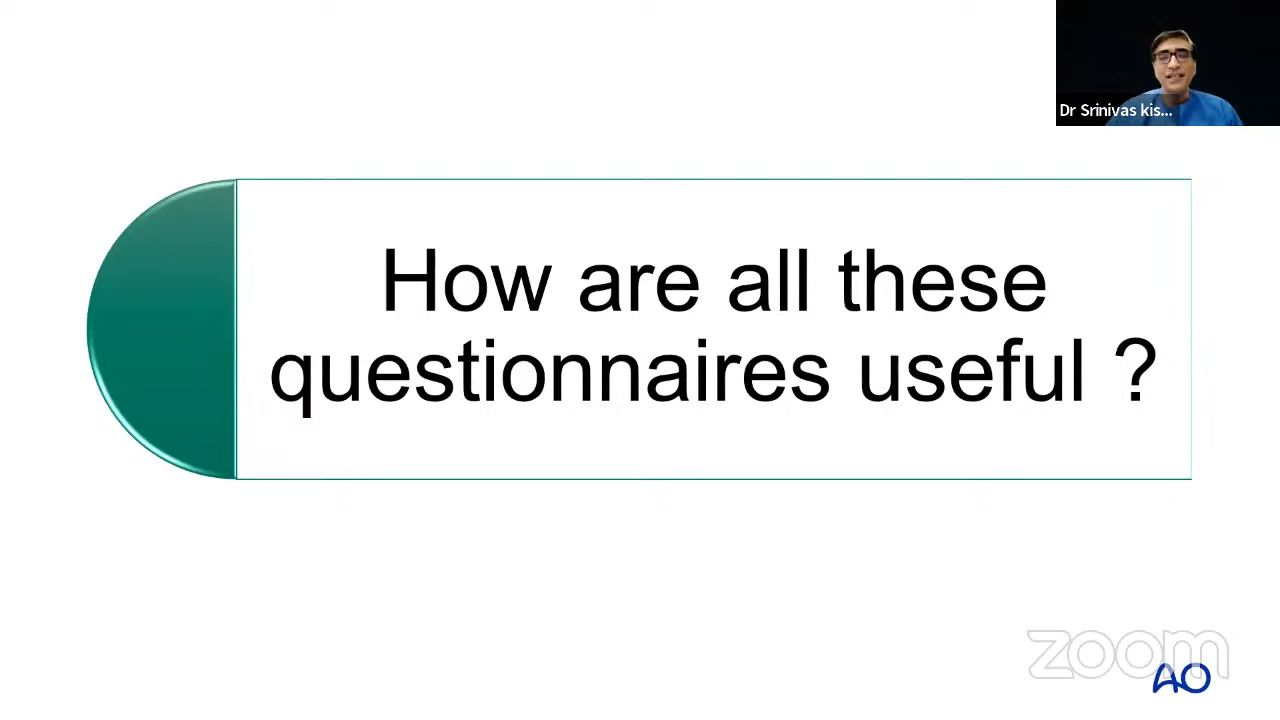 Dr Srinivas kis...
How are all these
questionnaires useful ?
zoom
AO